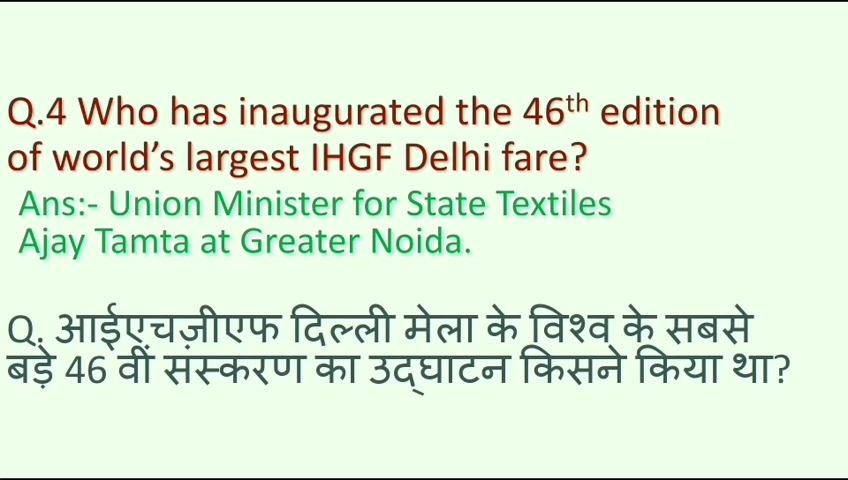 Q.4 Who has inaugurated the 46th edition
of world's largest IHGF Delhi fare?
Ans:- Union Minister for State Textiles
Ajay Tamta at Greater Noida.
Q. आईएचज़ीएफ दिल्ली मेला के विश्व के सबसे
बड़े 46 वीं संस्करण का उद्घाटन किसने किया था?